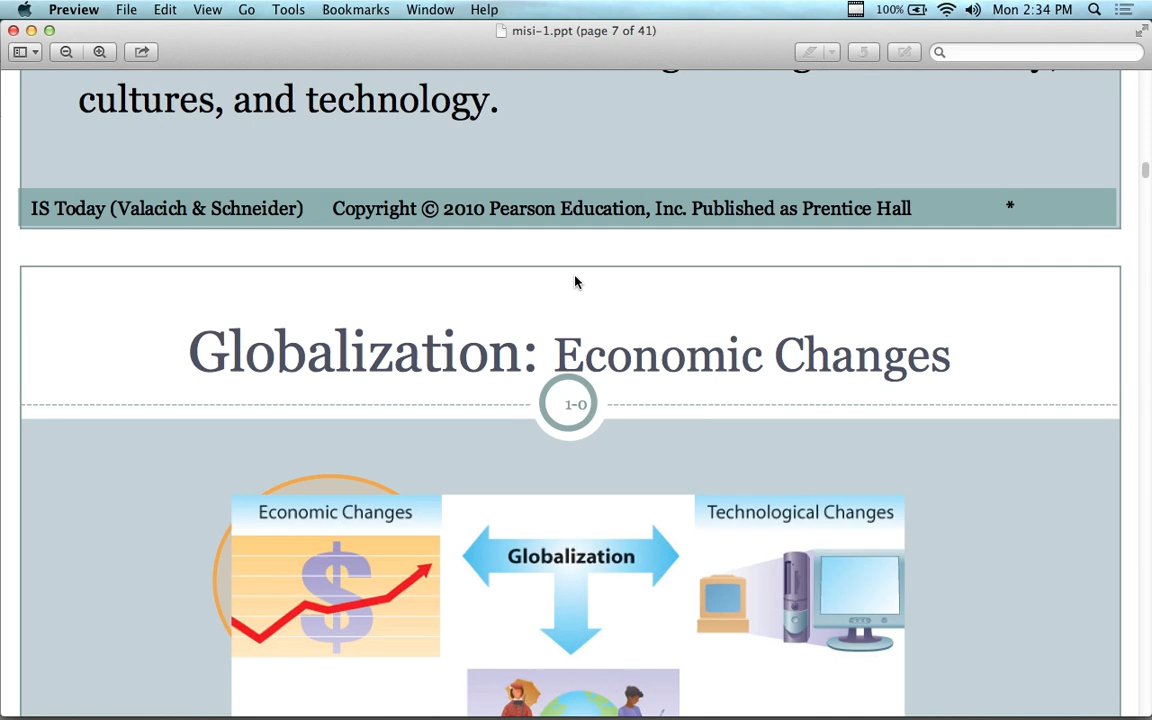 Preview File Edit View Go Tools Bookmarks Window Help 100% Mon 2:34 PM
misi-1.ppt (page 7 of 41)
cultures, and technology.
IS Today (Valacich & Schneider) Copyright © 2010 Pearson Education, Inc. Published as Prentice Hall *
Globalization: Economic Changes
1-0
Economic Changes
Technological Changes
Globalization